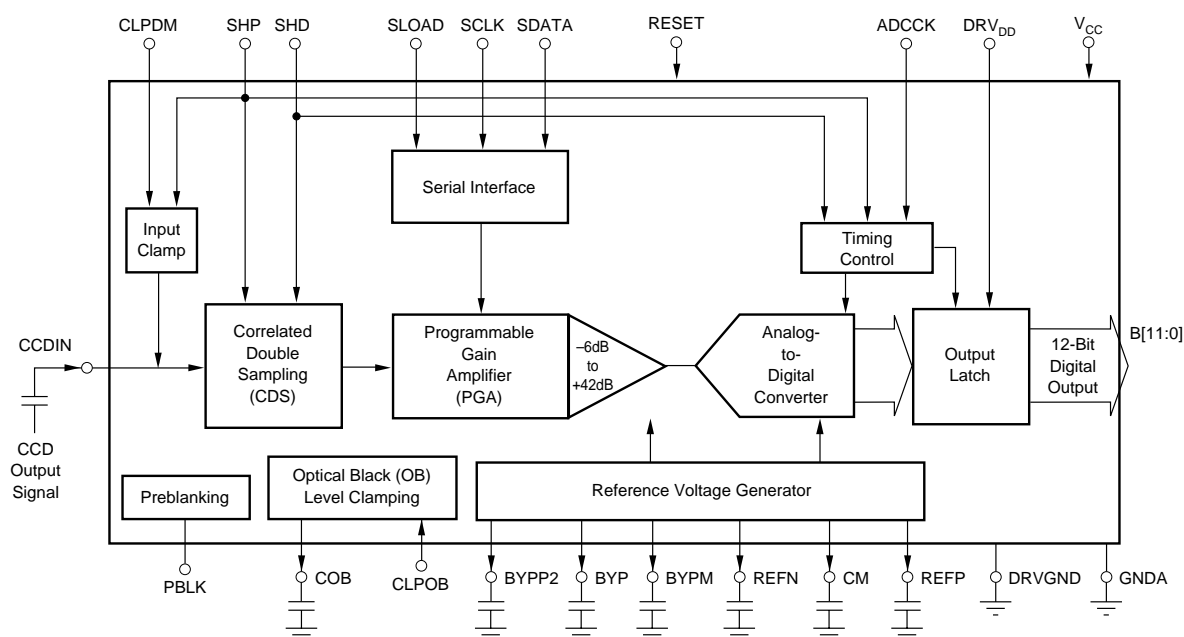 CLPDM SHP SHD SLOAD SCLK SDATA RESET ADCCK DRVDD VCC
Serial Interface
Input
Clamp
Timing
Control
CCDIN
Correlated
Double
Sampling
(CDS)
Programmable
Gain
Amplifier
(PGA)
–6dB
to
+42dB
Analog-
to-
Digital
Converter
Output
Latch
12-Bit
Digital
Output
B[11:0]
CCD
Output
Signal
Preblanking
Optical Black (OB)
Level Clamping
Reference Voltage Generator
PBLK COB CLPOB BYPP2 BYP BYPM REFN CM REFP DRVGND GNDA